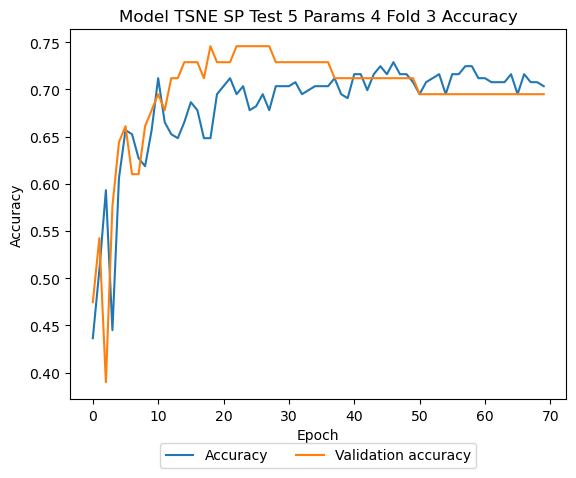 Model TSNE SP Test 5 Params 4 Fold 3 Accuracy
0.75
0.70
0.65
0.60
0.55
0.50
0.45
0.40
Accuracy
0 10 20 30 40 50 60 70
Epoch
Accuracy Validation accuracy